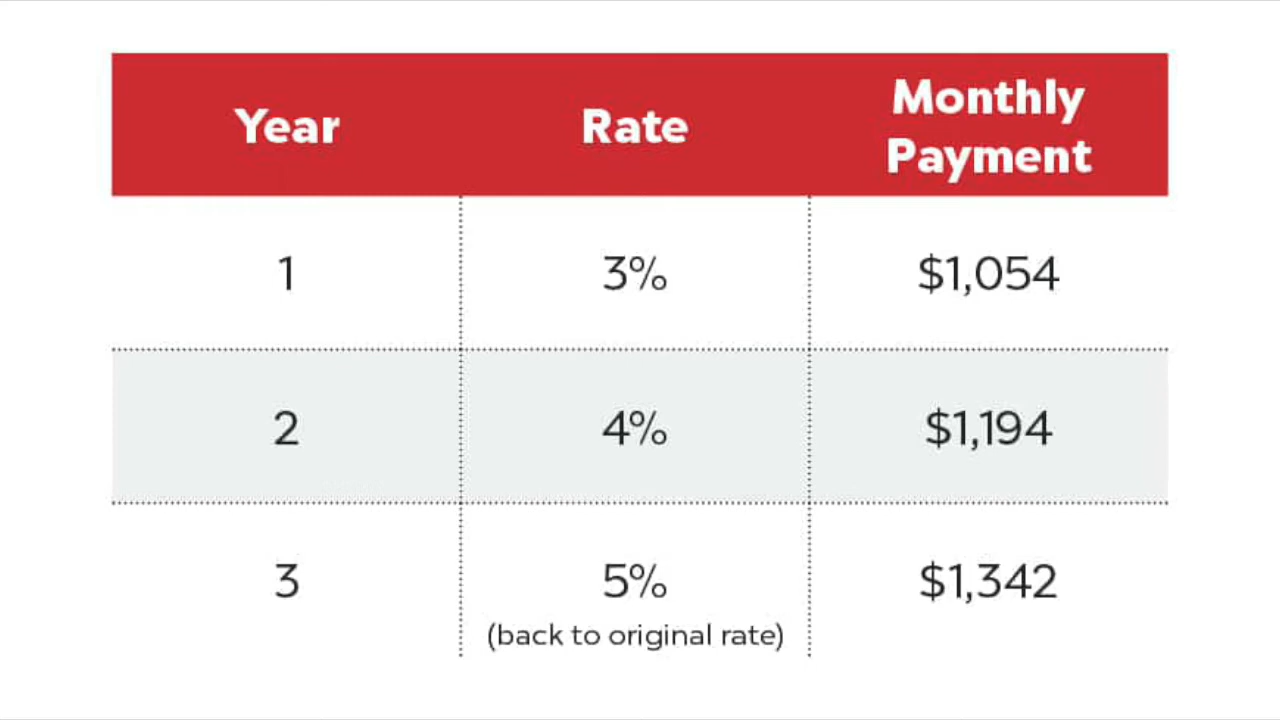 Year Rate Monthly Payment
1 3% $1,054
2 4% $1,194
3 5% $1,342
(back to original rate)